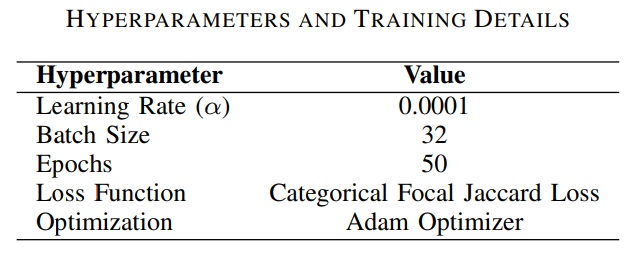 HYPERPARAMETERS AND TRAINING DETAILS
Hyperparameter Value
Learning Rate (α) 0.0001
Batch Size 32
Epochs 50
Loss Function Categorical Focal Jaccard Loss
Optimization Adam Optimizer